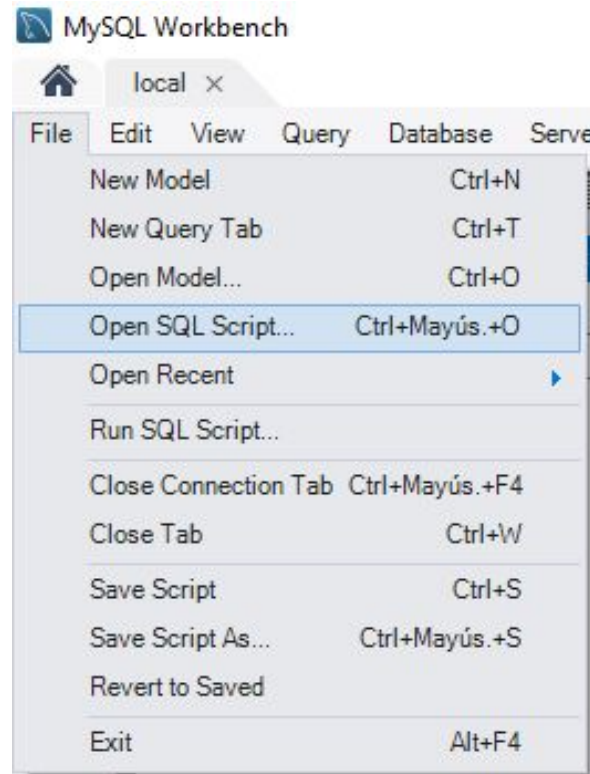 MySQL Workbench
local ×
File Edit View Query Database Serve
New Model Ctrl+N
New Query Tab Ctrl+T
Open Model... Ctrl+O
Open SQL Script... Ctrl+Mayús.+O
Open Recent
Run SQL Script...
Close Connection Tab Ctrl+Mayús.+F4
Close Tab Ctrl+W
Save Script Ctrl+S
Save Script As... Ctrl+Mayús.+S
Revert to Saved
Exit Alt+F4